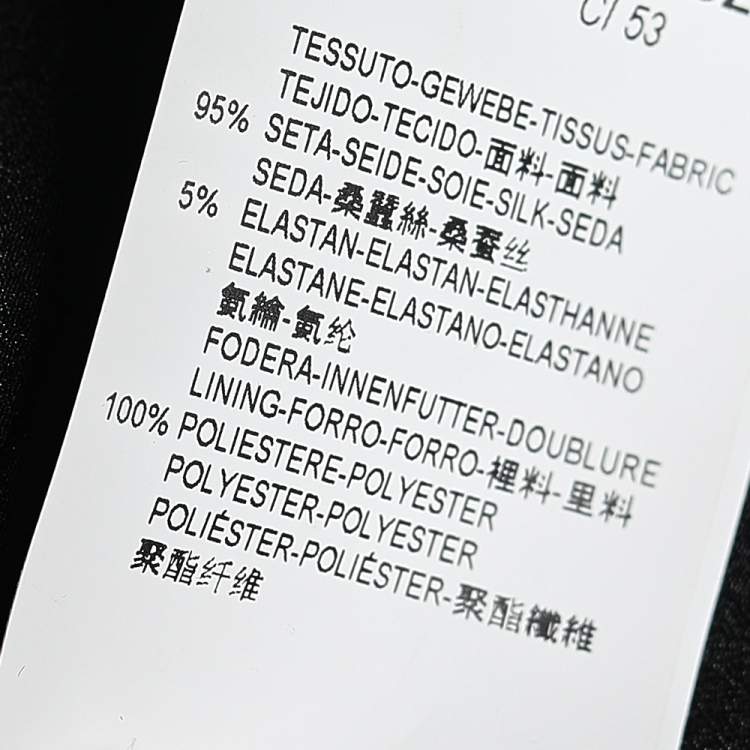 CI 53
TESSUTO-GEWEBE-TISSUS-FABRIC
TEJIDO-TECIDO-面料-面料
95% SETA-SEIDE-SOIE-SILK-SEDA
SEDA-桑蠶絲-桑蚕丝
5% ELASTAN-ELASTAN-ELASTHANNE
ELASTANE-ELASTANO-ELASTANO
氨綸-氨纶
FODERA-INNENFUTTER-DOUBLURE
LINING-FORRO-FORRO-裡料-里料
100% POLIESTERE-POLYESTER
POLYESTER-POLYESTER
POLIÉSTER-POLIÉSTER-聚酯纖維
聚酯纤维